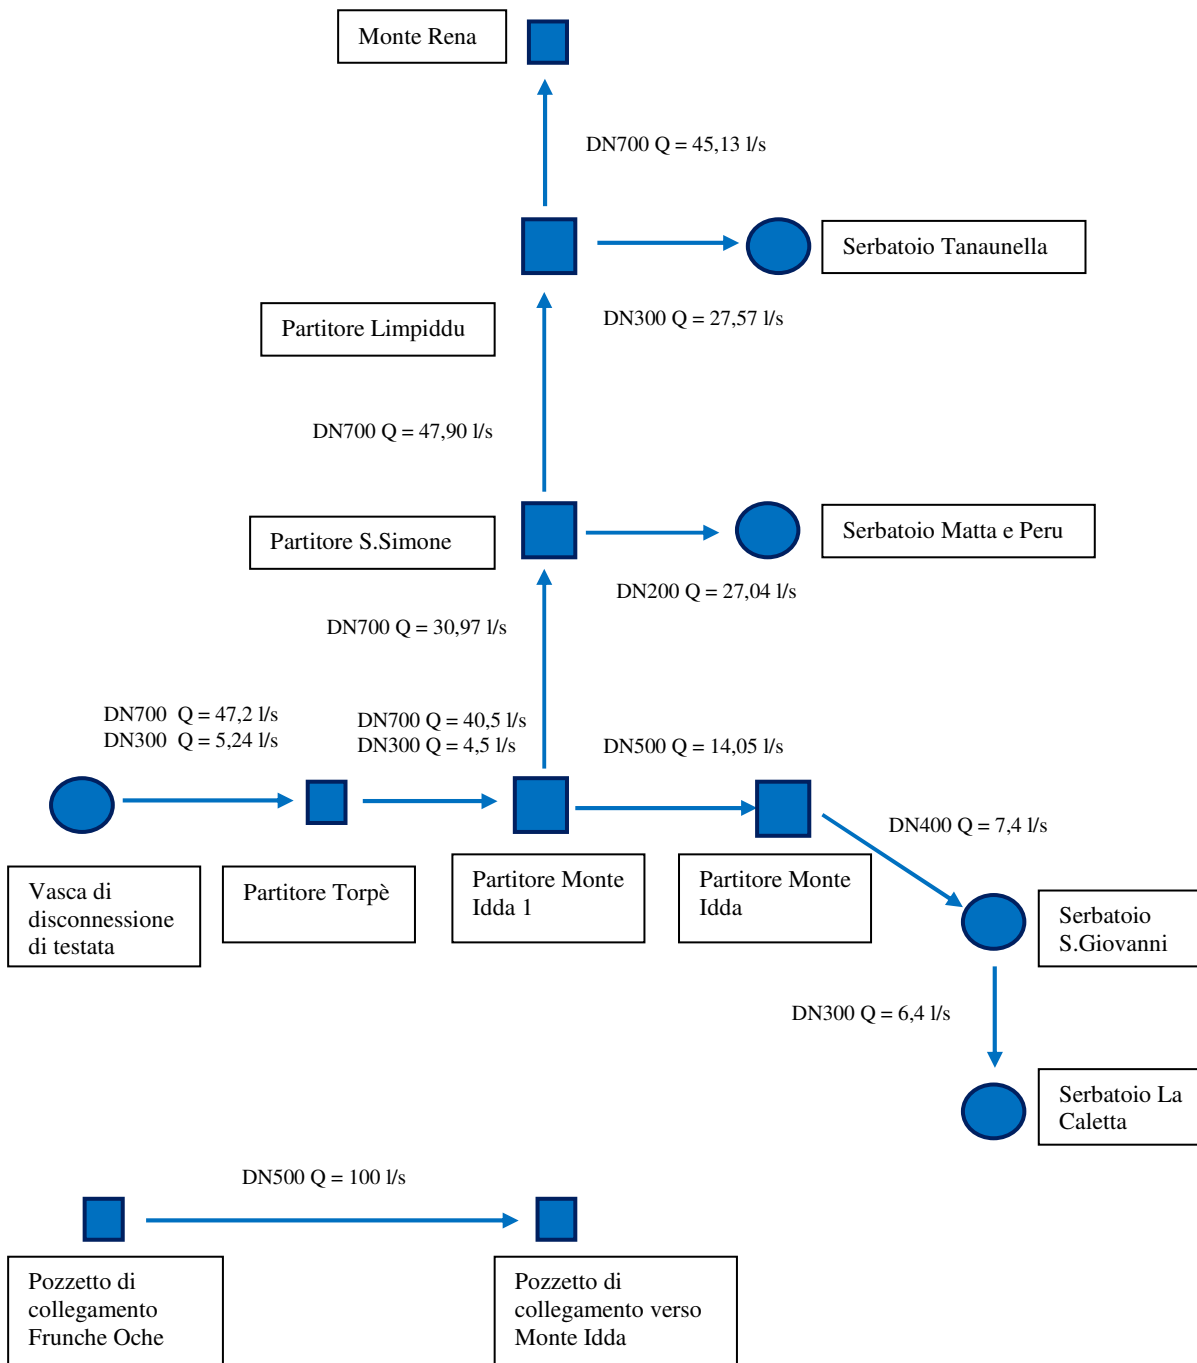 Monte Rena
DN700 Q = 45,13 l/s
Serbatoio Tanaunella
DN300 Q = 27,57 l/s
Partitore Limpiddu
DN700 Q = 47,90 l/s
Partitore S.Simone
Serbatoio Matta e Peru
DN200 Q = 27,04 l/s
DN700 Q = 30,97 l/s
DN700  Q = 47,2 l/s
DN300  Q = 5,24 l/s
DN700 Q = 40,5 l/s
DN300 Q = 4,5 l/s
DN500 Q = 14,05 l/s
DN400 Q = 7,4 l/s
Vasca di
disconnessione
di testata
Partitore Torpè
Partitore Monte
Idda 1
Partitore Monte
Idda
Serbatoio
S.Giovanni
DN300 Q = 6,4 l/s
Serbatoio La
Caletta
DN500 Q = 100 l/s
Pozzetto di
collegamento
Frunche Oche
Pozzetto di
collegamento verso
Monte Idda